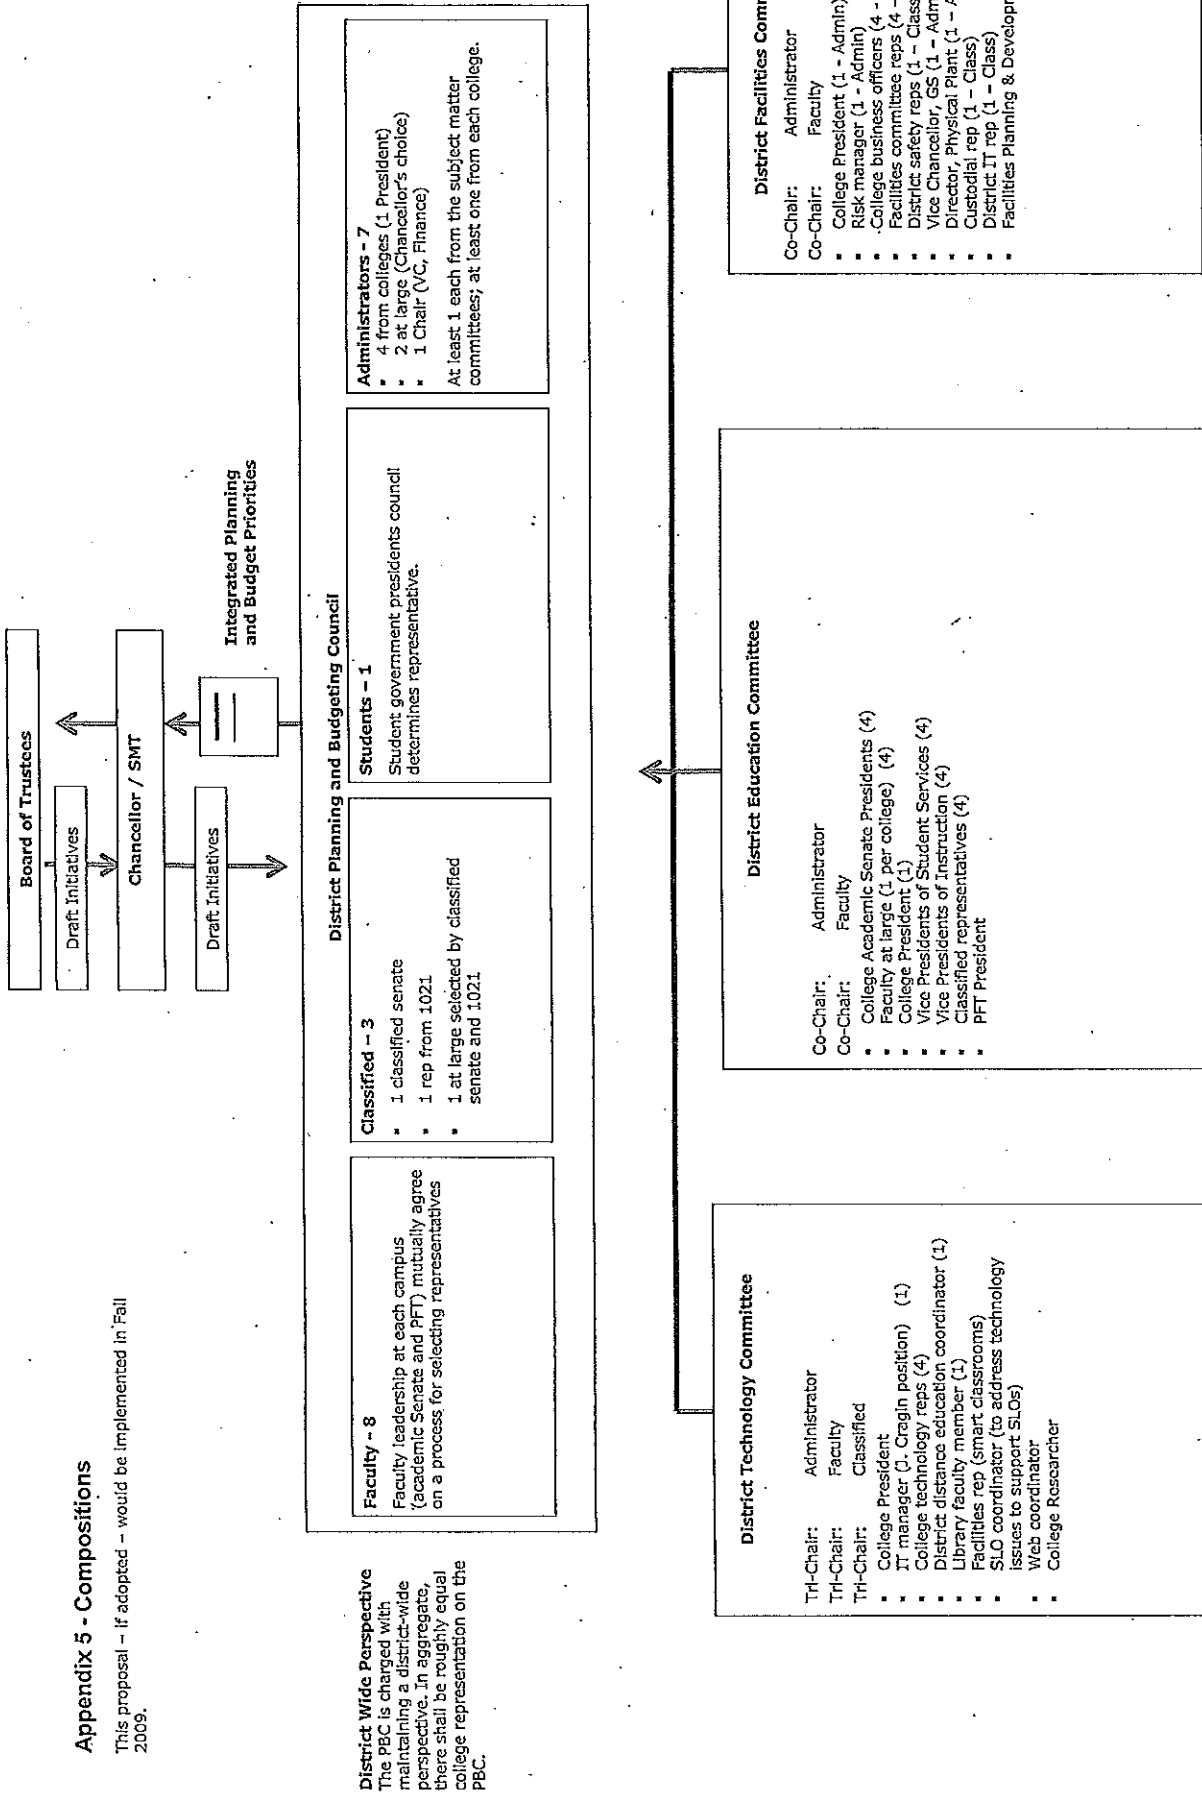 Appendix 5 - Compositions
This proposal – if adopted – would be implemented in Fall
2009.
Board of Trustees
Draft Initiatives
Chancellor / SMT
Draft Initiatives
Integrated Planning
and Budget Priorities
District Wide Perspective
The PBC is charged with
maintaining a district-wide
perspective. In aggregate,
there shall be roughly equal
college representation on the
PBC.
District Planning and Budgeting Council
Faculty – 8
Faculty leadership at each campus
(academic Senate and PFT) mutually agree
on a process for selecting representatives
Classified – 3
▪ 1 classified senate
▪ 1 rep from 1021
▪ 1 at large selected by classified
senate and 1021
Students – 1
Student government presidents council
determines representative.
Administrators – 7
▪ 4 from colleges (1 President)
▪ 2 at large (Chancellor's choice)
▪ 1 Chair (VC, Finance)
At least 1 each from the subject matter
committees; at least one from each college.
District Technology Committee
Tri-Chair: Administrator
Tri-Chair: Faculty
Tri-Chair: Classified
▪ College President
▪ IT manager (J. Cragin position) (1)
▪ College technology reps (4)
▪ District distance education coordinator (1)
▪ Library faculty member (1)
▪ Facilities rep (smart classrooms)
▪ SLO coordinator (to address technology
issues to support SLOs)
▪ Web coordinator
▪ College Researcher
District Education Committee
Co-Chair: Administrator
Co-Chair: Faculty
▪ College Academic Senate Presidents (4)
▪ Faculty at large (1 per college) (4)
▪ College President (1)
▪ Vice Presidents of Student Services (4)
▪ Vice Presidents of Instruction (4)
▪ Classified representatives (4)
▪ PFT President
District Facilities Comm
Co-Chair: Administrator
Co-Chair: Faculty
▪ College President (1 - Admin)
▪ Risk manager (1 - Admin)
▪ College business officers (4 -
▪ Facilities committee reps (4 -
▪ District safety reps (1 – Class
▪ Vice Chancellor, GS (1 – Adm
▪ Director, Physical Plant (1 – A
▪ Custodial rep (1 – Class)
▪ District IT rep (1 – Class)
▪ Facilities Planning & Developm